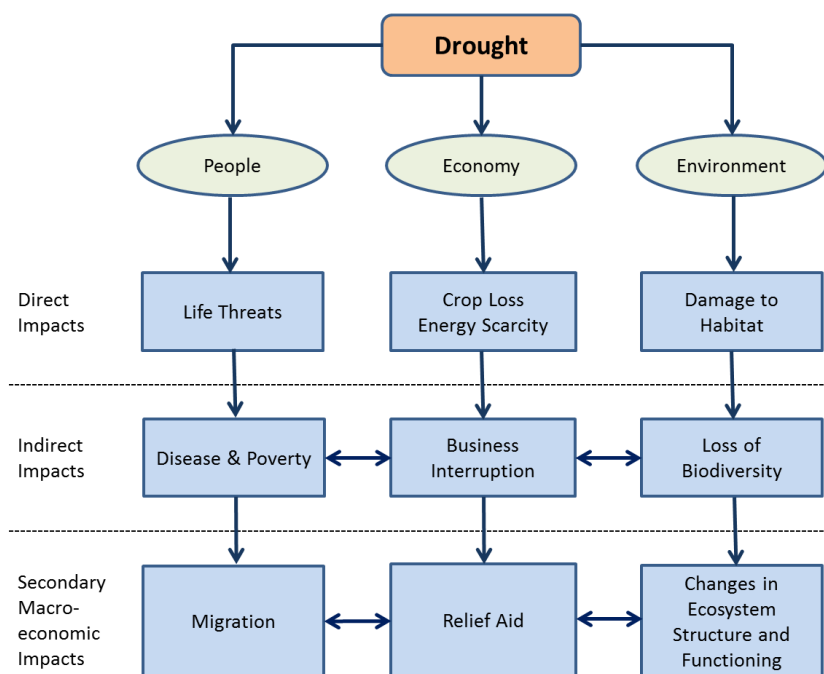 Drought
People
Economy
Environment
Direct
Impacts
Life Threats
Crop Loss
Energy Scarcity
Damage to
Habitat
Indirect
Impacts
Disease & Poverty
Business
Interruption
Loss of
Biodiversity
Secondary
Macro-
economic
Impacts
Migration
Relief Aid
Changes in
Ecosystem
Structure and
Functioning